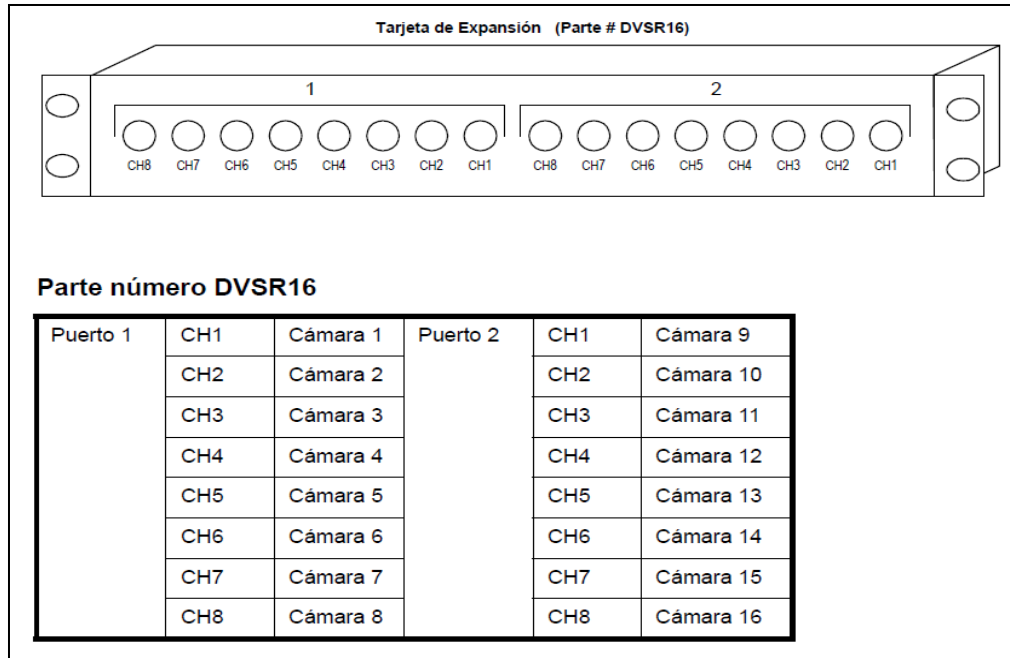 Tarjeta de Expansión (Parte # DVSR16)
1 2
CH8 CH7 CH6 CH5 CH4 CH3 CH2 CH1 CH8 CH7 CH6 CH5 CH4 CH3 CH2 CH1
Parte número DVSR16
Puerto 1 CH1 Cámara 1 Puerto 2 CH1 Cámara 9
CH2 Cámara 2 CH2 Cámara 10
CH3 Cámara 3 CH3 Cámara 11
CH4 Cámara 4 CH4 Cámara 12
CH5 Cámara 5 CH5 Cámara 13
CH6 Cámara 6 CH6 Cámara 14
CH7 Cámara 7 CH7 Cámara 15
CH8 Cámara 8 CH8 Cámara 16